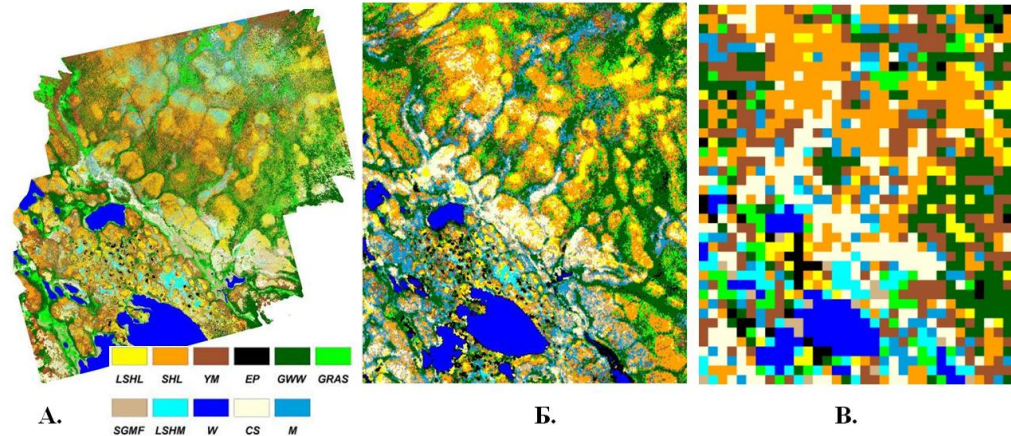 LSHL SHL YM EP GWW GRAS
А. Б. В.
SGMF LSHM W CS M